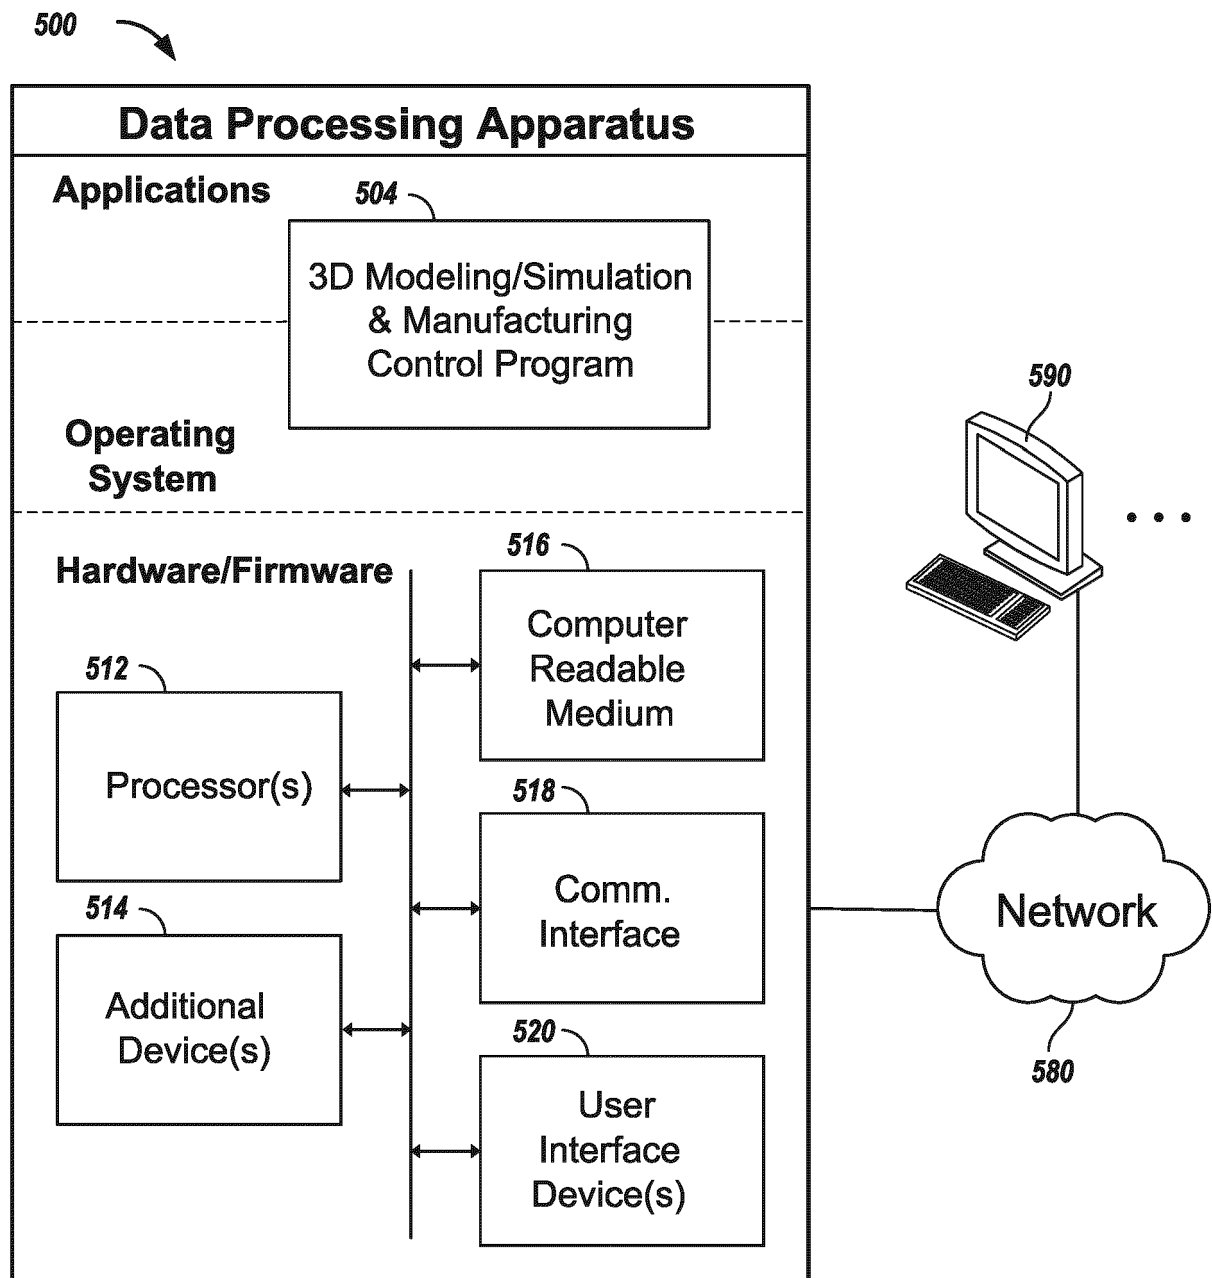 500
Data Processing Apparatus
Applications
504
3D Modeling/Simulation
& Manufacturing
Control Program
Operating
System
590
Hardware/Firmware
516
Computer
Readable
Medium
512
Processor(s)
518
Comm.
Interface
Network
514
Additional
Device(s)
520
User
Interface
Device(s)
580